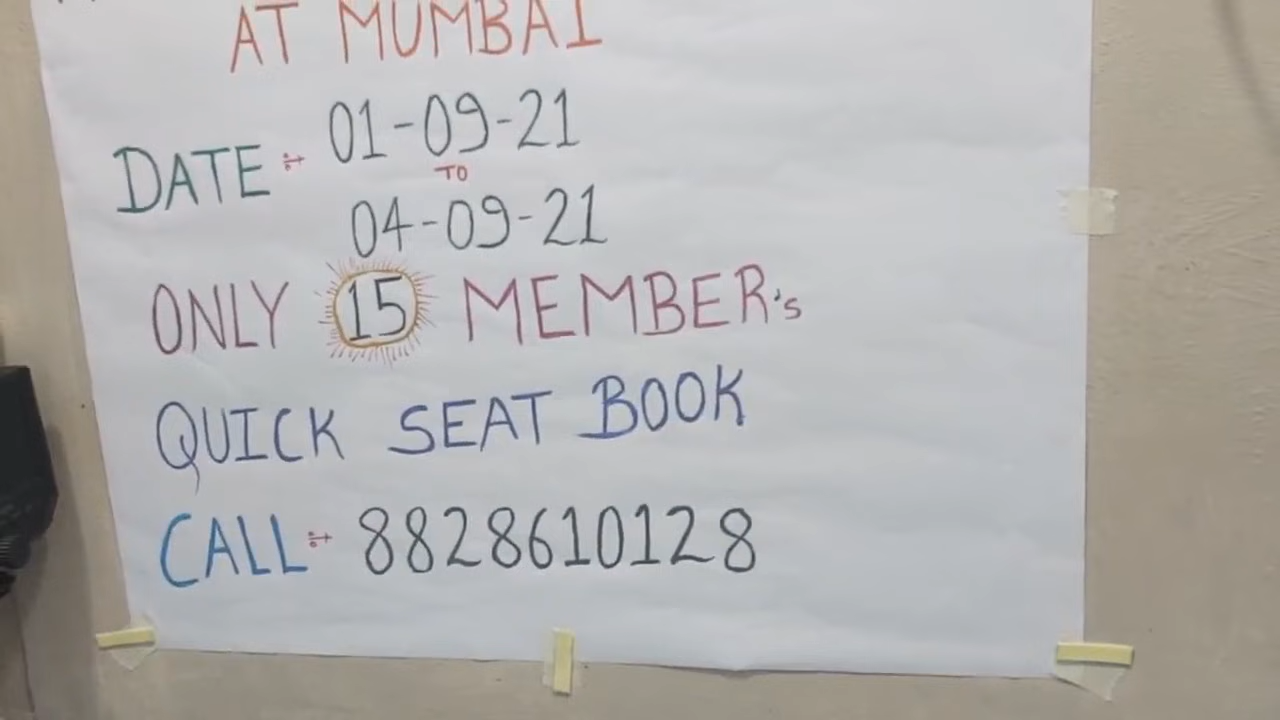 AT MUMBAI
DATE :→ 01-09-21
TO
04-09-21
ONLY 15 MEMBER's
QUICK SEAT BOOK
CALL :→ 8828610128